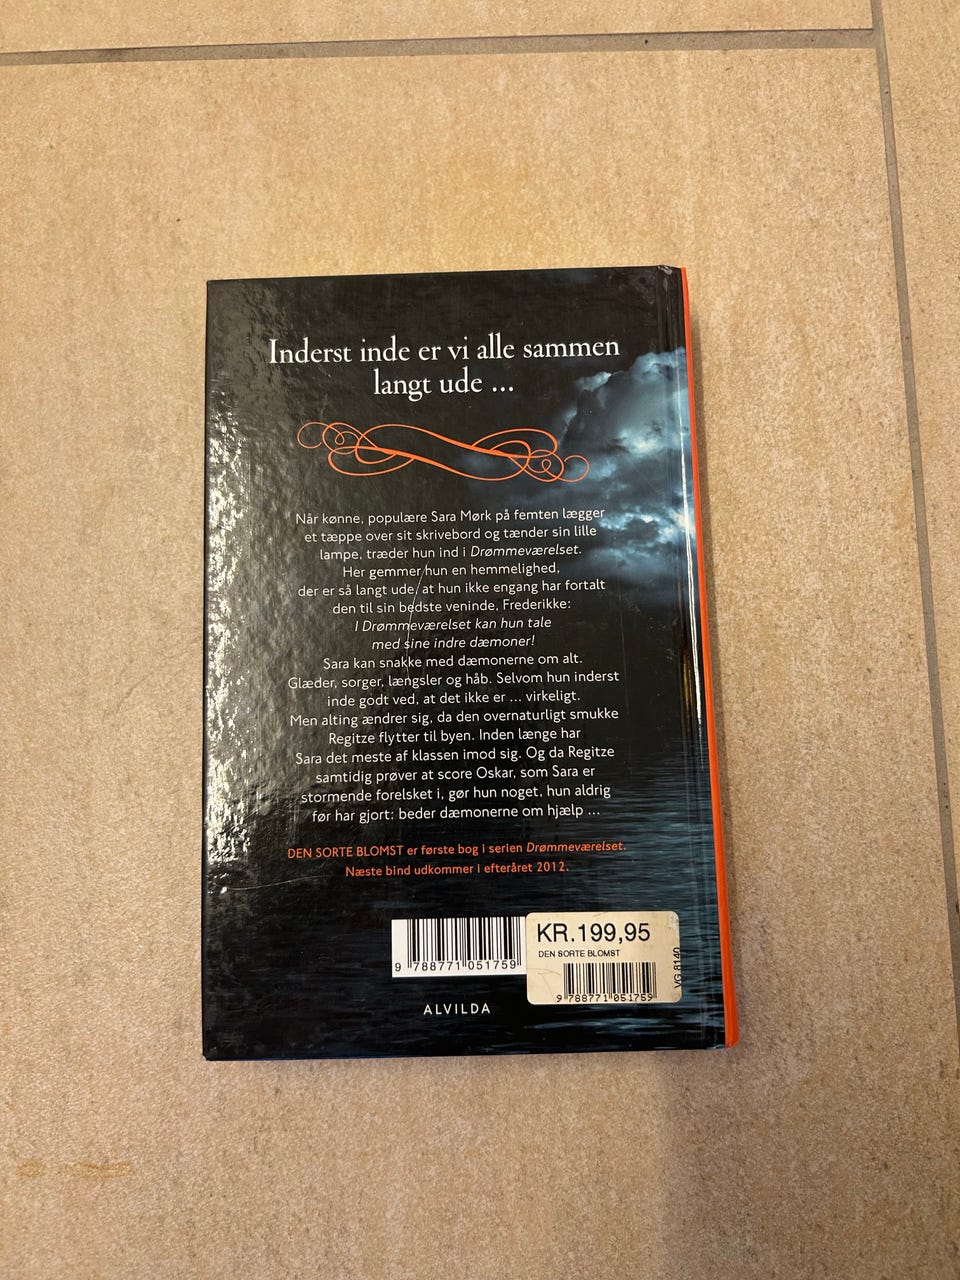 Inderst inde er vi alle sammen
langt ude ...
Når kønne, populære Sara Mørk på femten lægger
et tæppe over sit skrivebord og tænder sin lille
lampe, træder hun ind i Drømmeværelset.
Her gemmer hun en hemmelighed,
der er så langt ude, at hun ikke engang har fortalt
den til sin bedste veninde, Frederikke:
I Drømmeværelset kan hun tale
med sine indre dæmoner!
Sara kan snakke med dæmonerne om alt.
Glæder, sorger, længsler og håb. Selvom hun inderst
inde godt ved, at det ikke er ... virkeligt.
Men alting ændrer sig, da den overnaturligt smukke
Regitze flytter til byen. Inden længe har
Sara det meste af klassen imod sig. Og da Regitze
samtidig prøver at score Oskar, som Sara er
stormende forelsket i, gør hun noget, hun aldrig
før har gjort: beder dæmonerne om hjælp ...
DEN SORTE BLOMST er første bog i serien Drømmeværelset.
Næste bind udkommer i efteråret 2012.
9 788771 051759
KR.199,95
DEN SORTE BLOMST
9 788771 051759
VG 8140
ALVILDA